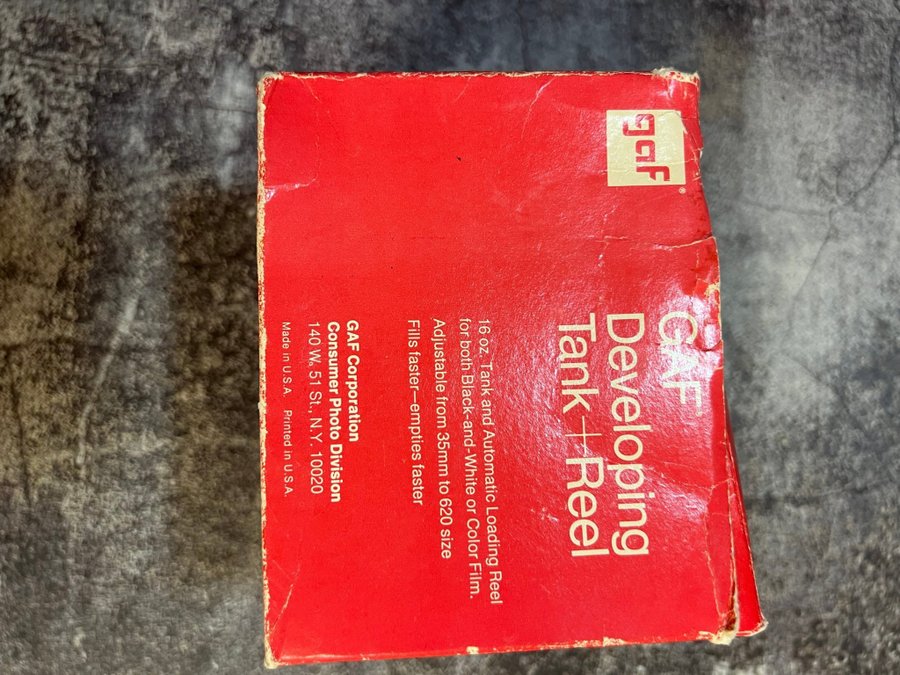 gaf®
GAF
Developing
Tank + Reel
16 oz. Tank and Automatic Loading Reel
for both Black-and-White or Color Film.
Adjustable from 35mm to 620 size
Fills faster—empties faster
GAF Corporation
Consumer Photo Division
140 W. 51 St., N.Y. 10020
Made in U.S.A. Printed in U.S.A.